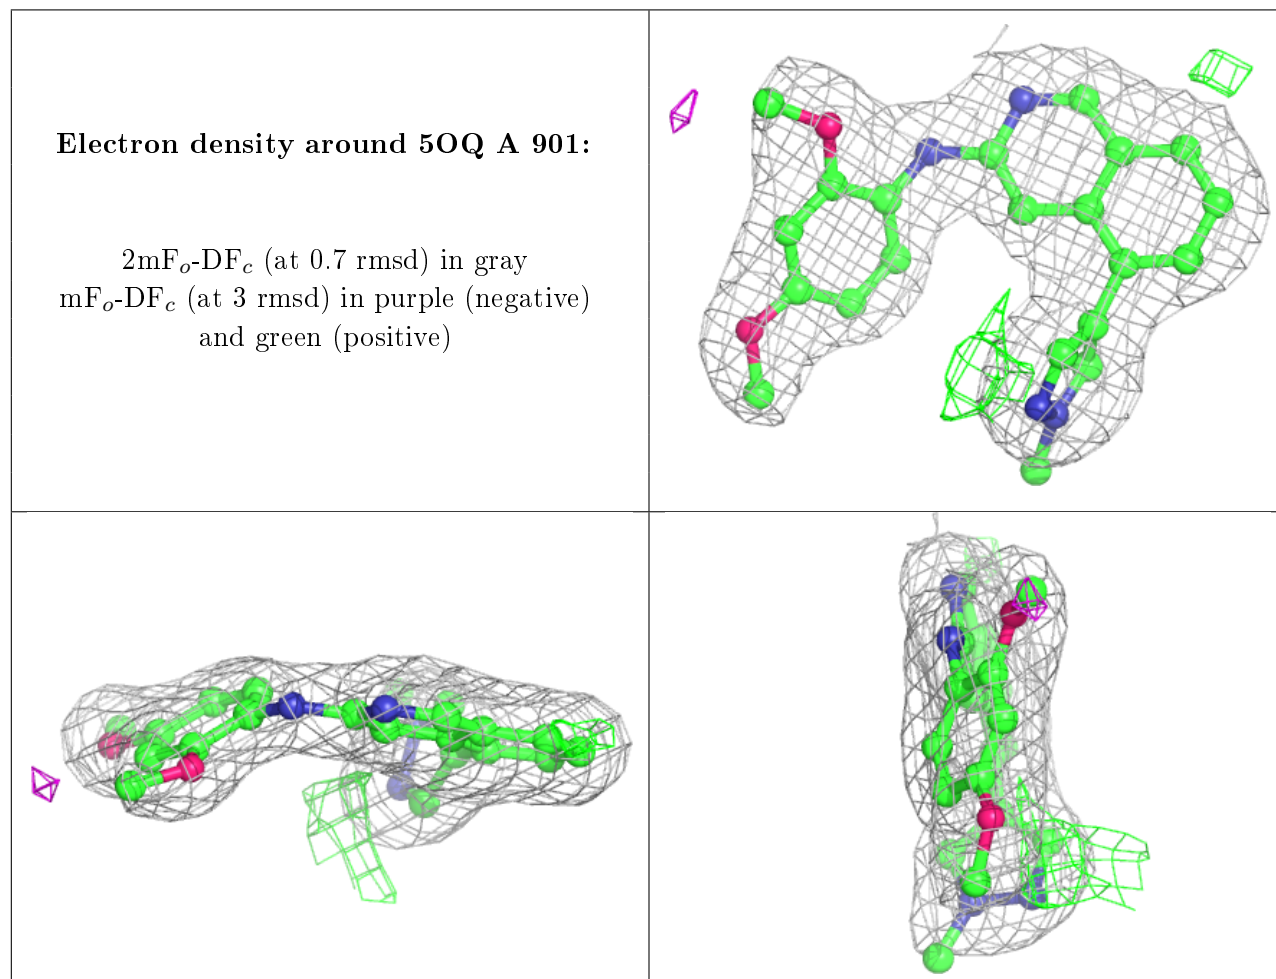 Electron density around 5OQ A 901:
2mFₒ-DF𝒸 (at 0.7 rmsd) in gray
mFₒ-DF𝒸 (at 3 rmsd) in purple (negative)
and green (positive)